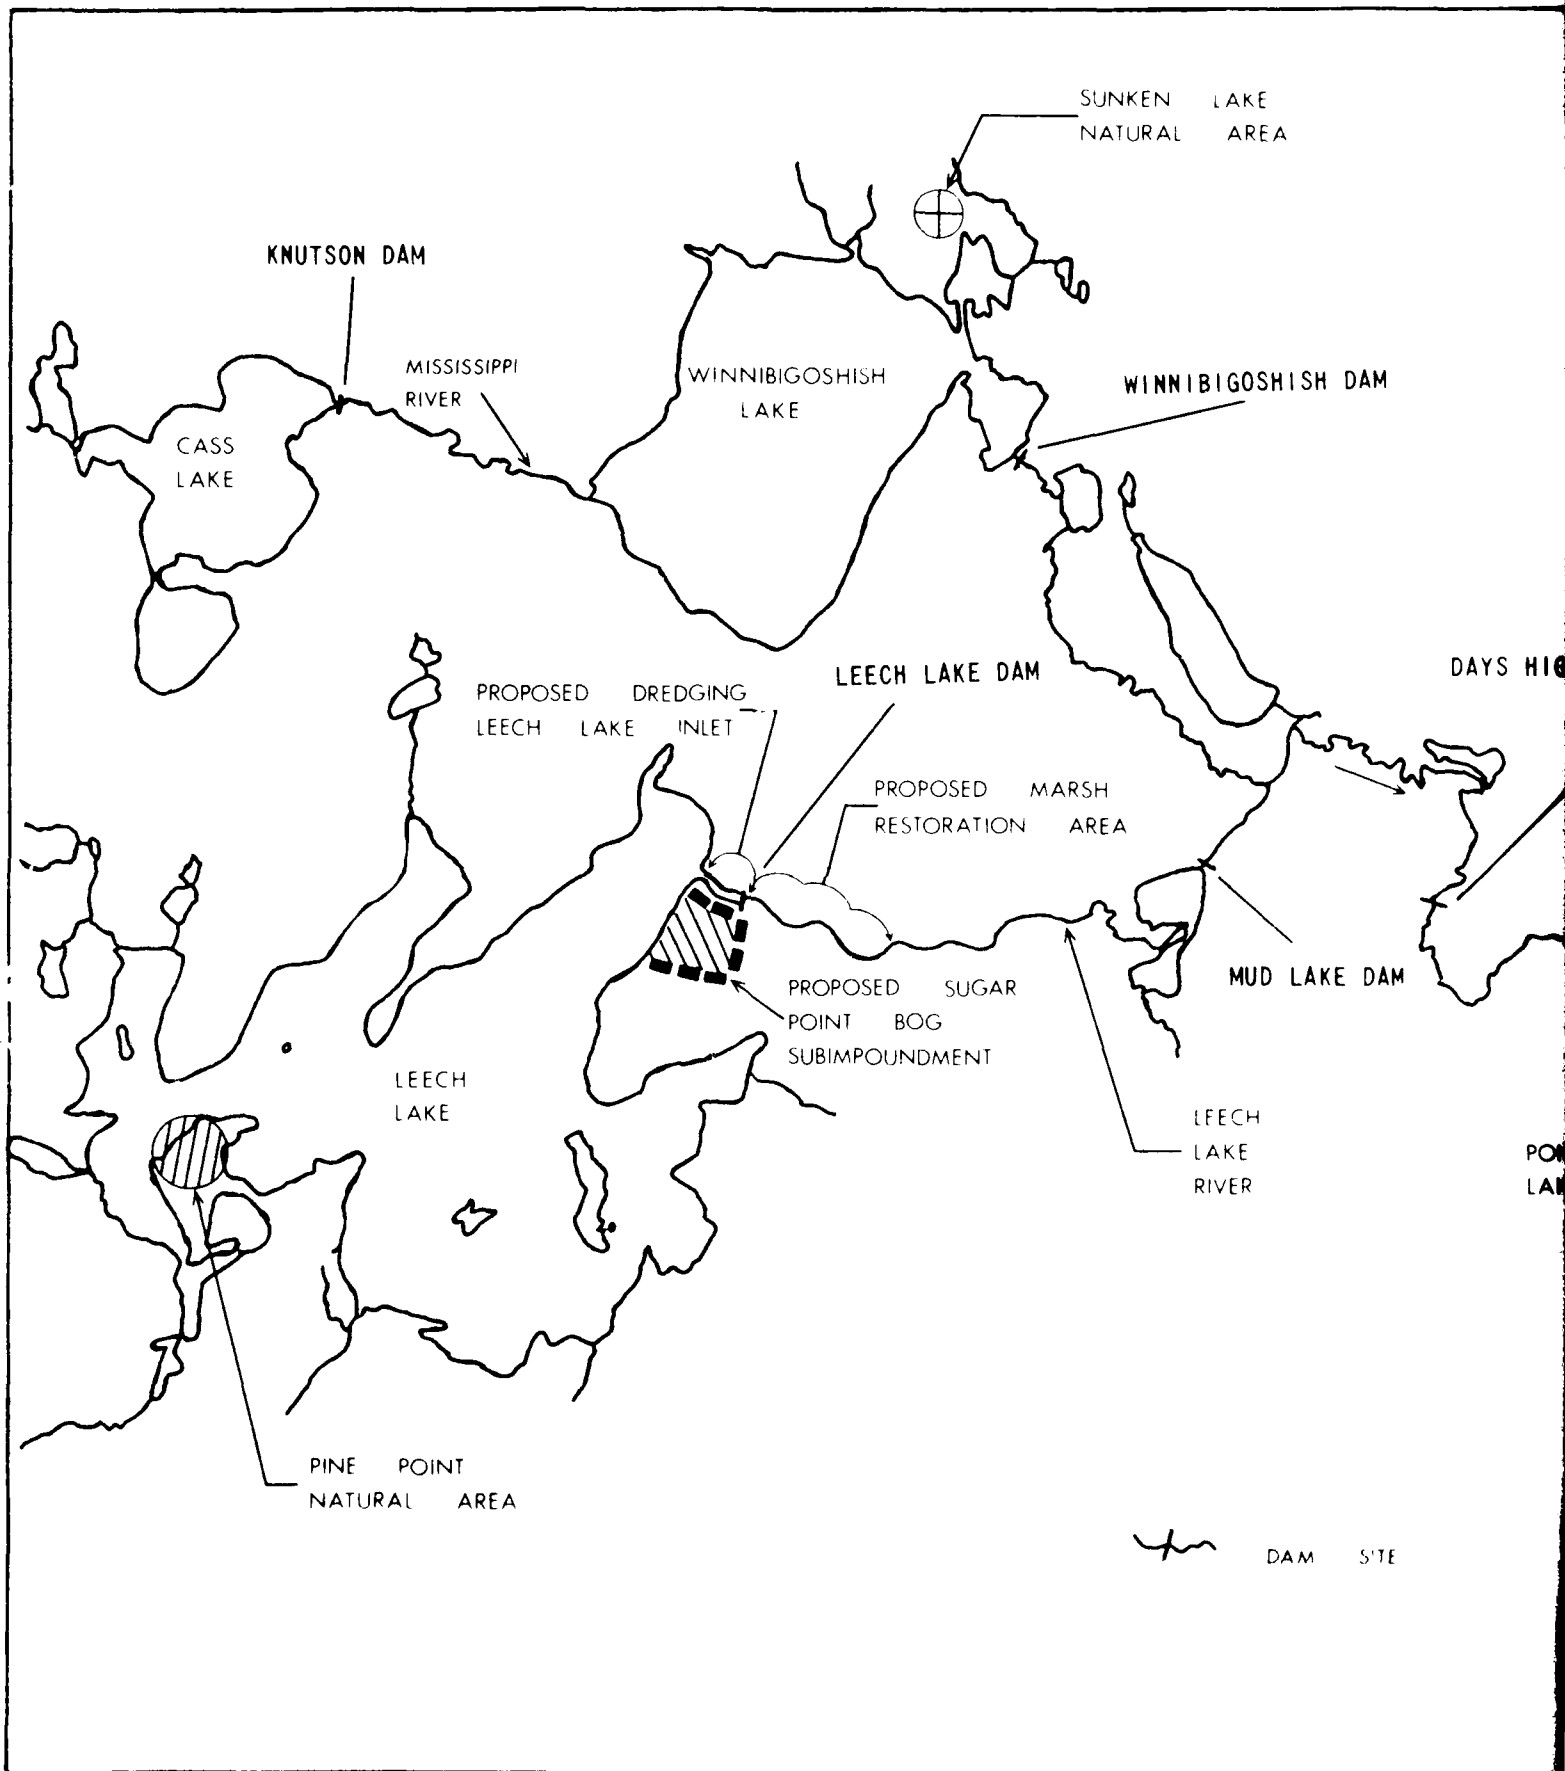 SUNKEN LAKE
NATURAL AREA
KNUTSON DAM
MISSISSIPPI
RIVER
WINNIBIGOSHISH
LAKE
WINNIBIGOSHISH DAM
CASS
LAKE
LEECH LAKE DAM
DAYS
PROPOSED DREDGING
LEECH LAKE INLET
PROPOSED MARSH
RESTORATION AREA
MUD LAKE DAM
PROPOSED SUGAR
POINT BOG
SUBIMPOUNDMENT
LEECH
LAKE
LEECH
LAKE
RIVER
PINE POINT
NATURAL AREA
DAM SITE